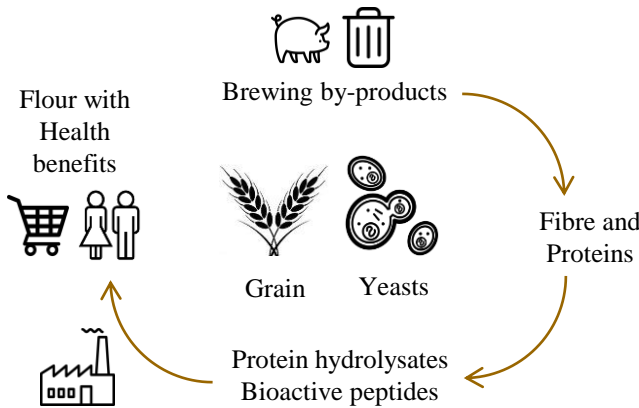 Brewing by-products
Flour with
Health
benefits
Fibre and
Proteins
Grain
Yeasts
Protein hydrolysates
Bioactive peptides